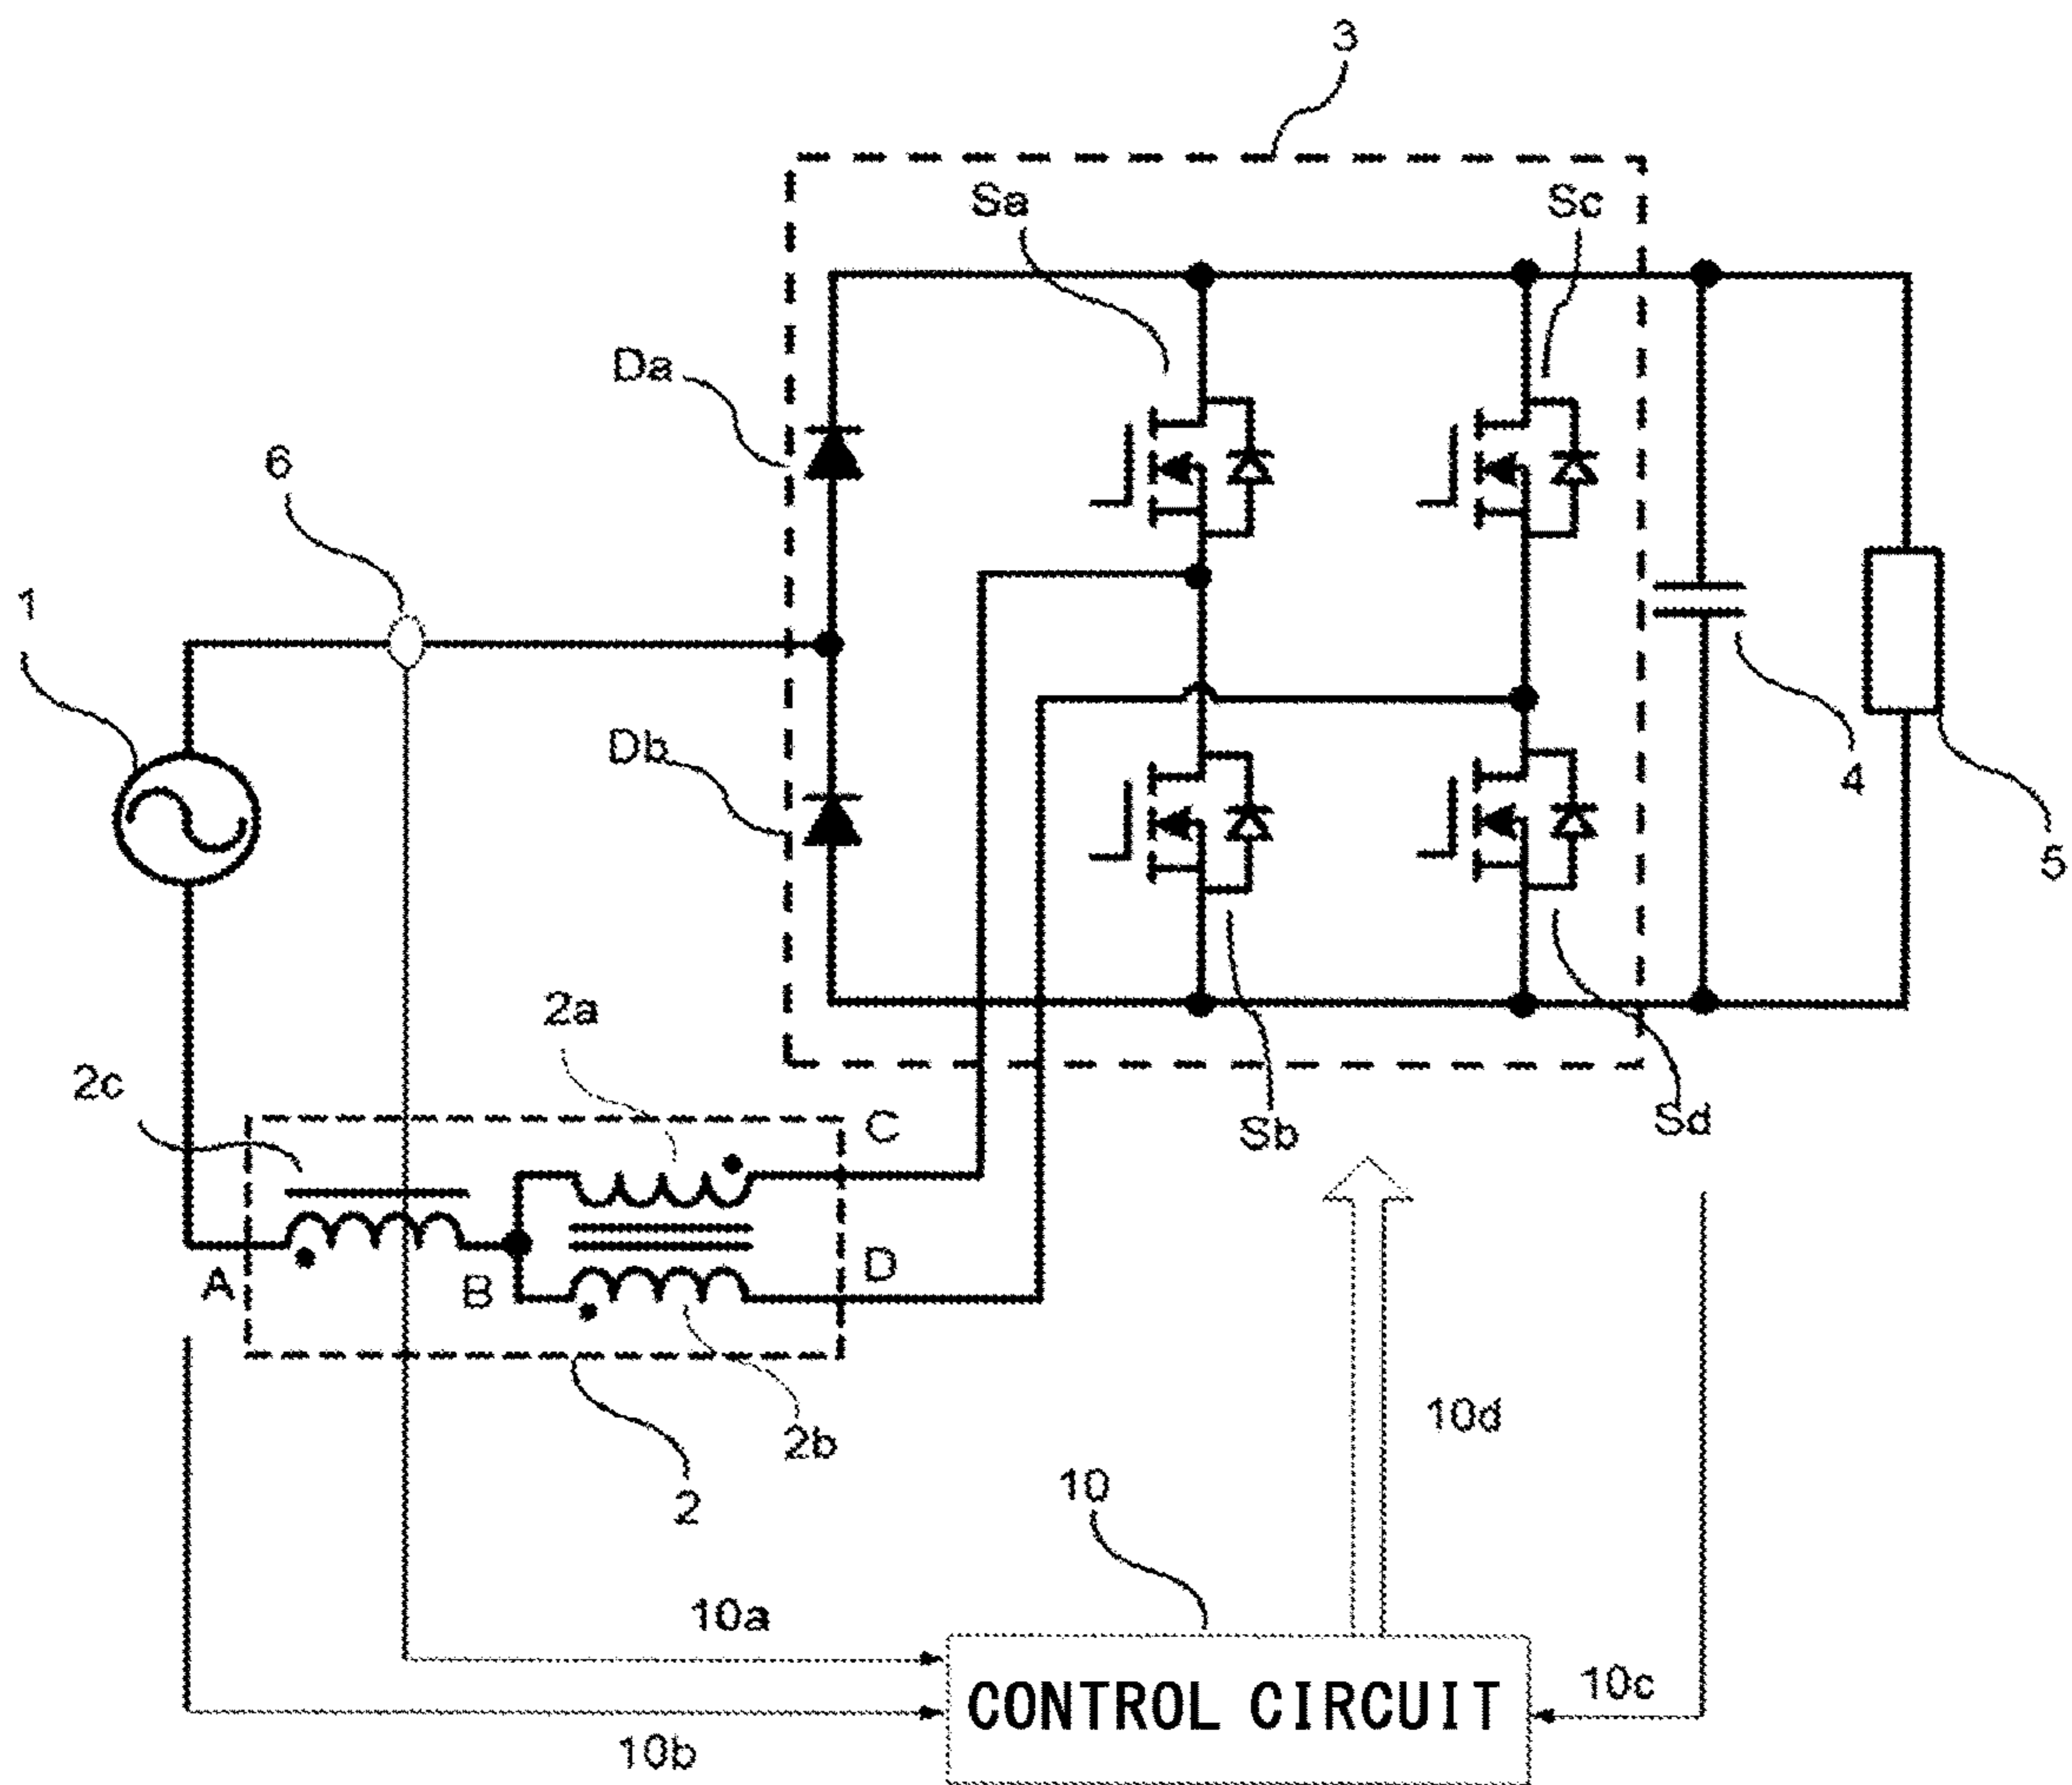 3
Sa
Sc
Da
6
1
Db
4
5
2a
2c
C
Sb
Sd
A
B
D
2b
2
10d
10
10a
10c
CONTROL CIRCUIT
10b